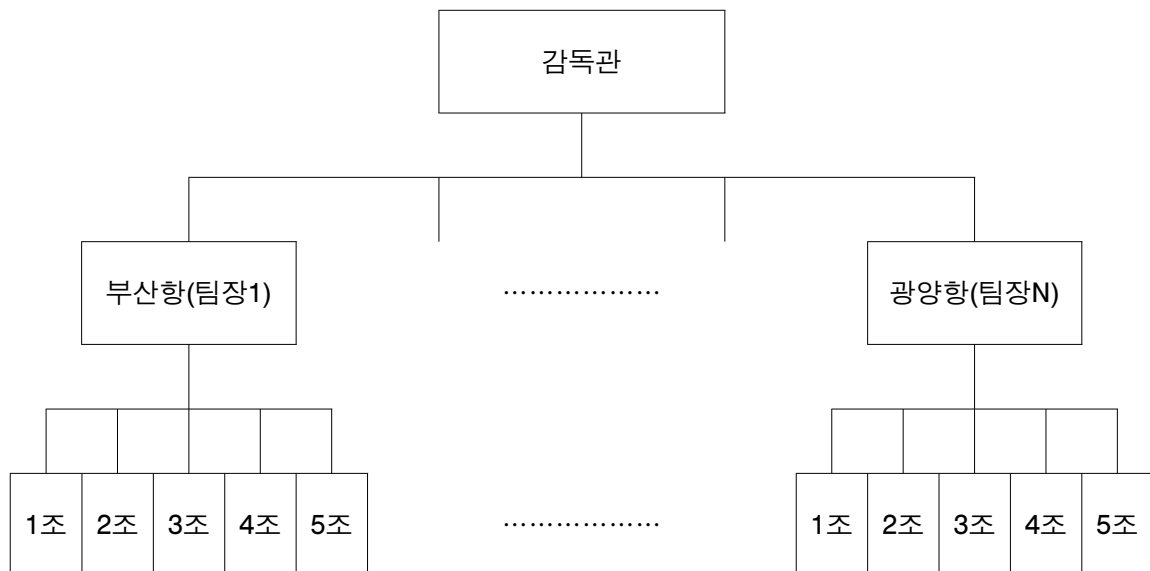 감독관
부산항(팀장1)
………………
광양항(팀장N)
1조 2조 3조 4조 5조
………………
1조 2조 3조 4조 5조